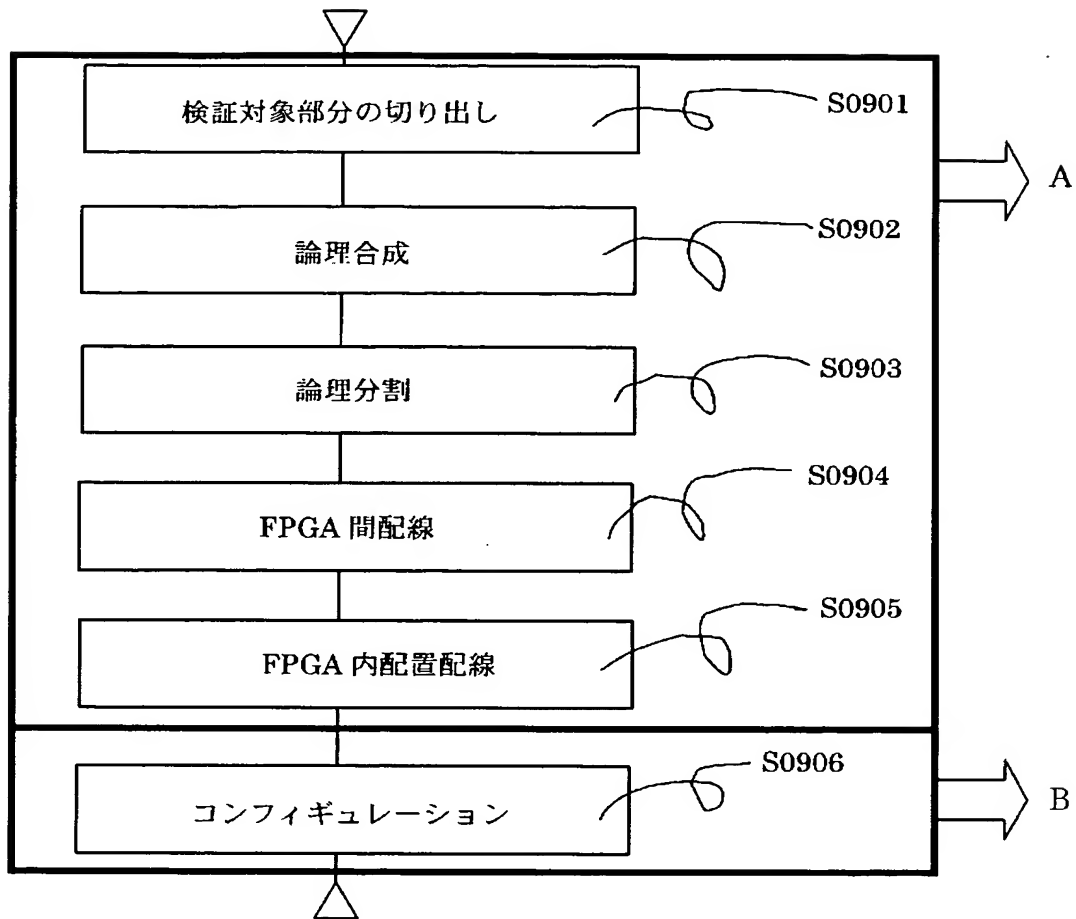 検証対象部分の切り出し
S0901
A
論理合成
S0902
論理分割
S0903
FPGA 間配線
S0904
FPGA 内配置配線
S0905
コンフィギュレーション
S0906
B